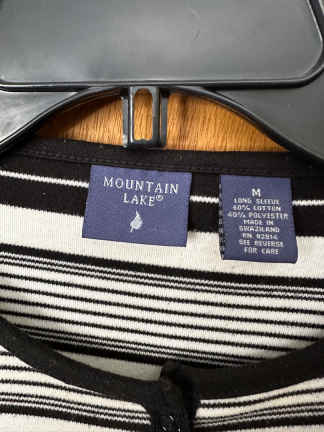 MOUNTAIN
LAKE®
M
LONG SLEEVE
60% COTTON
40% POLYESTER
MADE IN
SWAZILAND
RN 92814
SEE REVERSE
FOR CARE